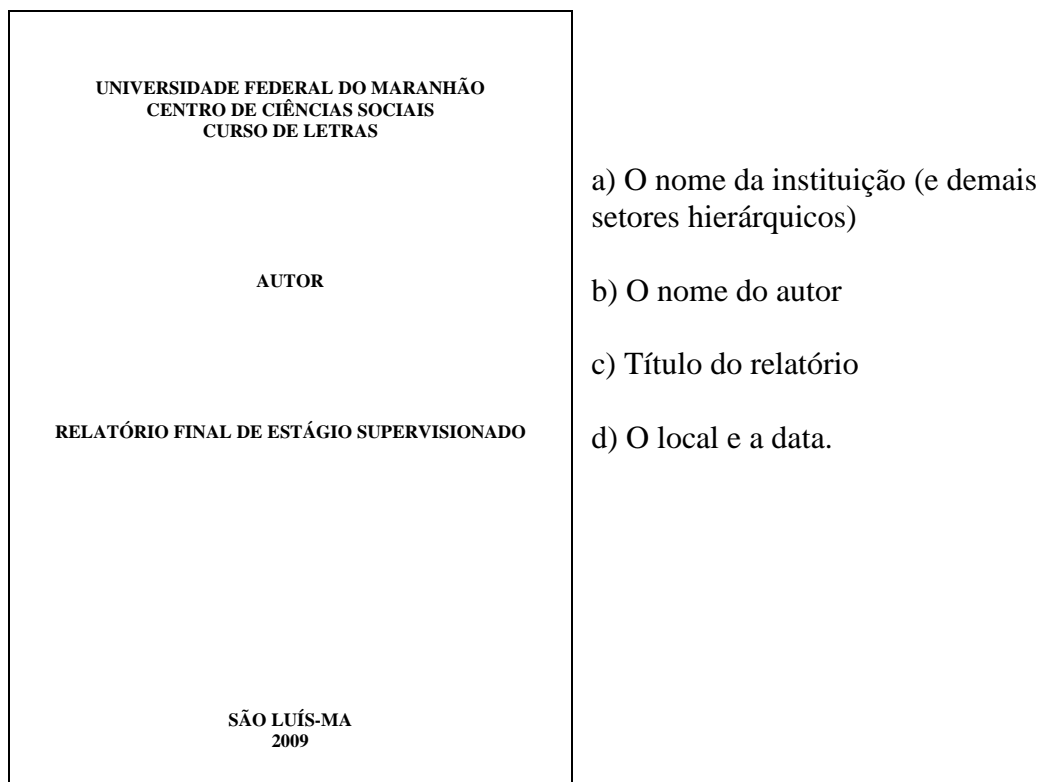 UNIVERSIDADE FEDERAL DO MARANHÃO
CENTRO DE CIÊNCIAS SOCIAIS
CURSO DE LETRAS
AUTOR
RELATÓRIO FINAL DE ESTÁGIO SUPERVISIONADO
SÃO LUÍS-MA
2009
a) O nome da instituição (e demais
setores hierárquicos)
b) O nome do autor
c) Título do relatório
d) O local e a data.